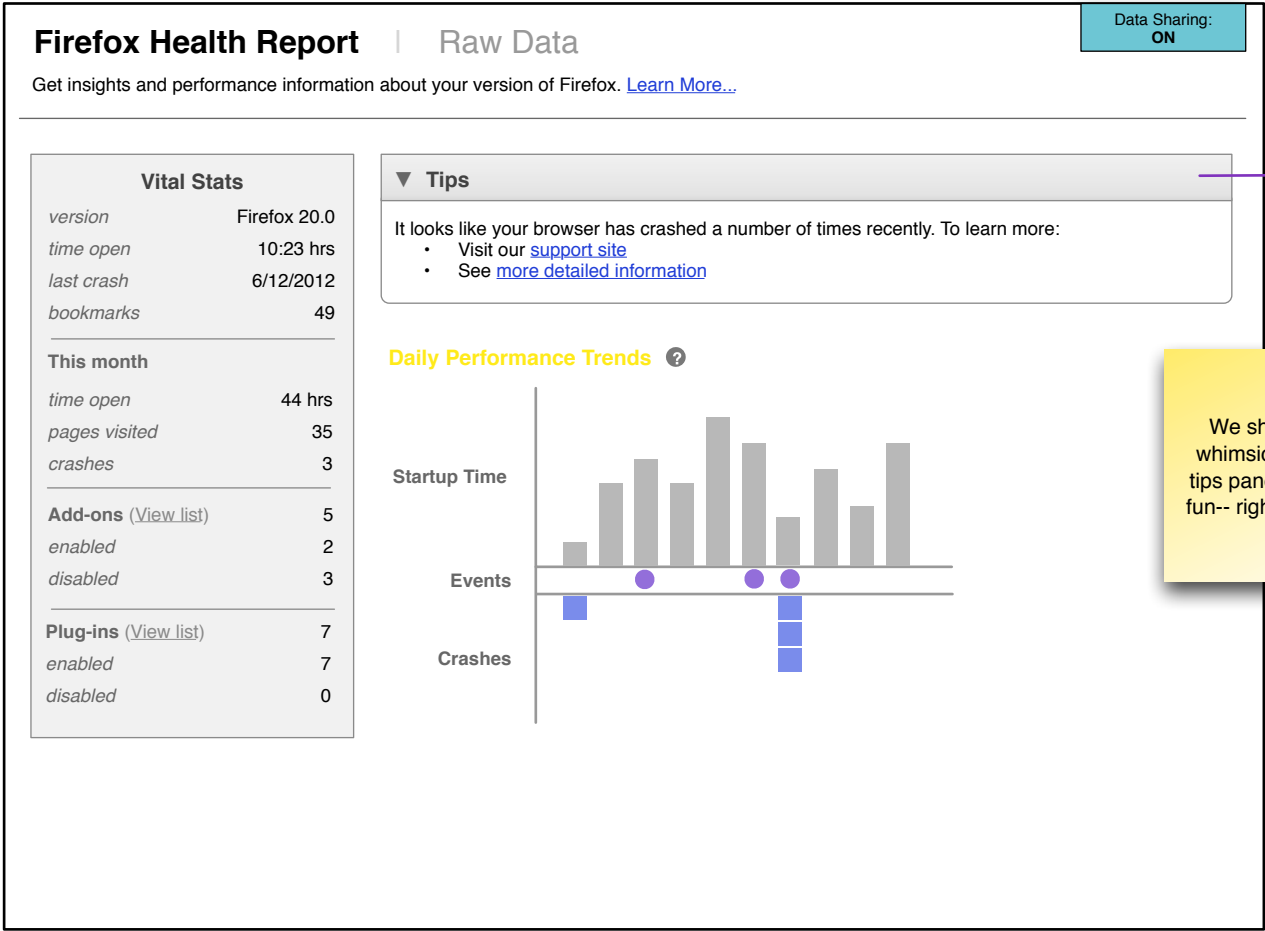 Firefox Health Report | Raw Data
Data Sharing:
ON
Get insights and performance information about your version of Firefox. Learn More...
Vital Stats
version Firefox 20.0
time open 10:23 hrs
last crash 6/12/2012
bookmarks 49
This month
time open 44 hrs
pages visited 35
crashes 3
Add-ons (View list) 5
enabled 2
disabled 3
Plug-ins (View list) 7
enabled 7
disabled 0
▼ Tips
It looks like your browser has crashed a number of times recently. To learn more:
• Visit our support site
• See more detailed information
Daily Performance Trends ?
Startup Time
Events
Crashes
We
tips
fun--